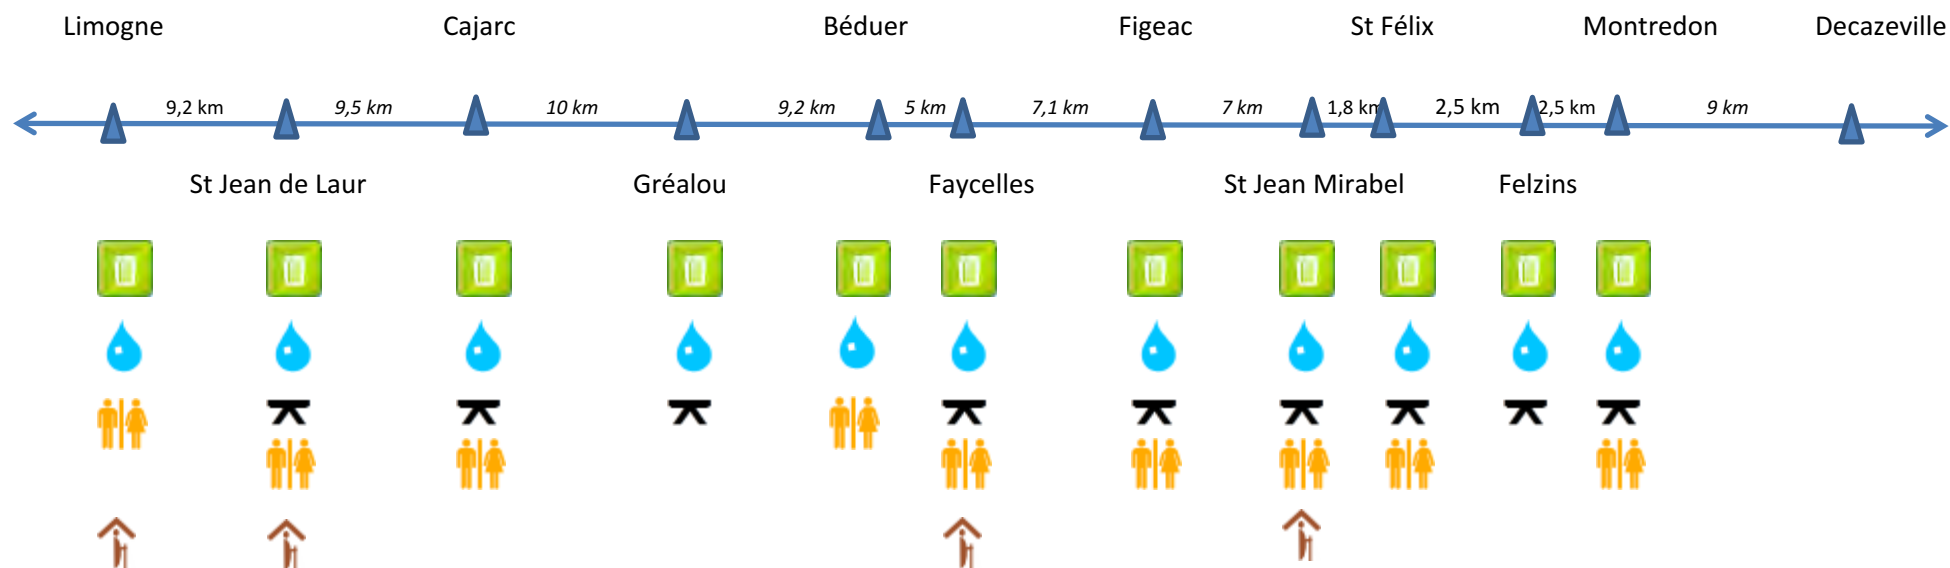 Limogne Cajarc Béduer Figeac St Félix Montredon Decazeville
9,2 km 9,5 km 10 km 9,2 km 5 km 7,1 km 7 km 1,8 km 2,5 km 2,5 km 9 km
St Jean de Laur Gréalou Faycelles St Jean Mirabel Felzins